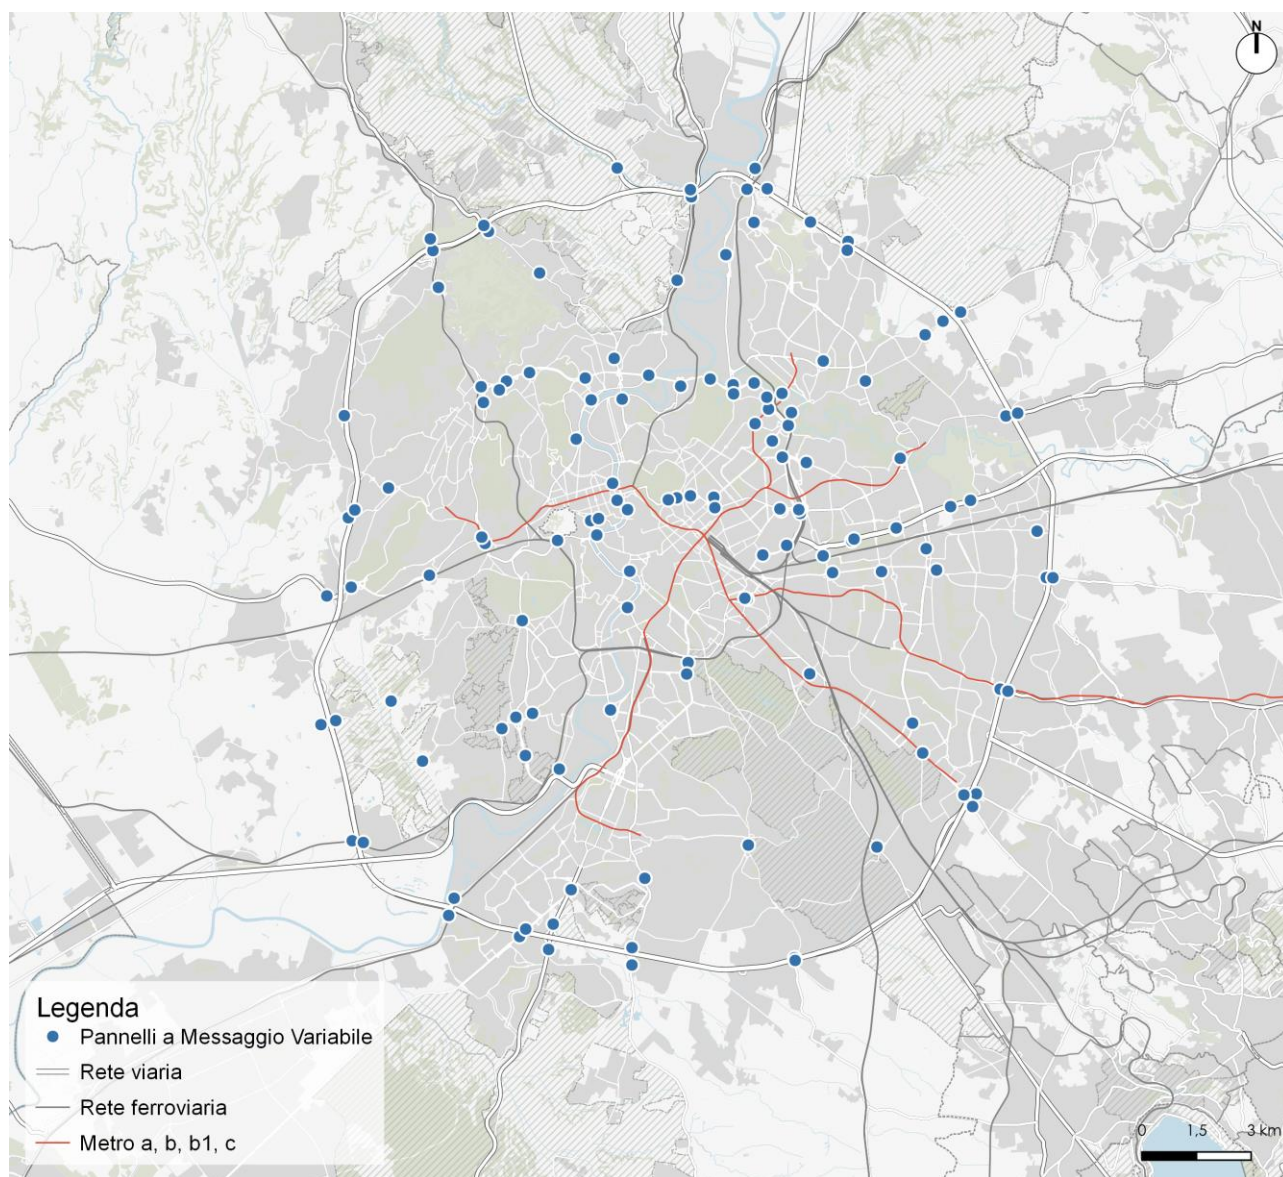 N
Legenda
Pannelli a Messaggio Variabile
Rete viaria
Rete ferroviaria
Metro a, b, b1, c
0 1,5 3 km